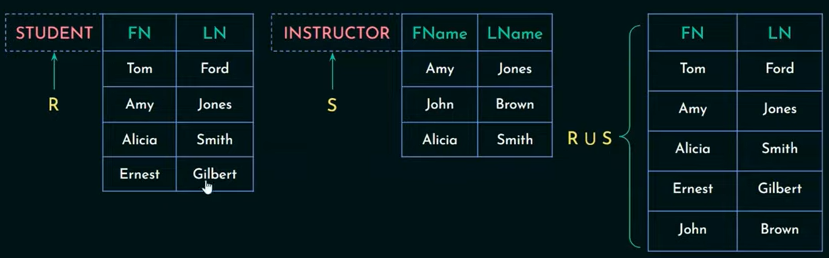 STUDENT FN LN
Tom Ford
Amy Jones
Alicia Smith
Ernest Gilbert
R
INSTRUCTOR FName LName
Amy Jones
John Brown
Alicia Smith
S
R U S
FN LN
Tom Ford
Amy Jones
Alicia Smith
Ernest Gilbert
John Brown